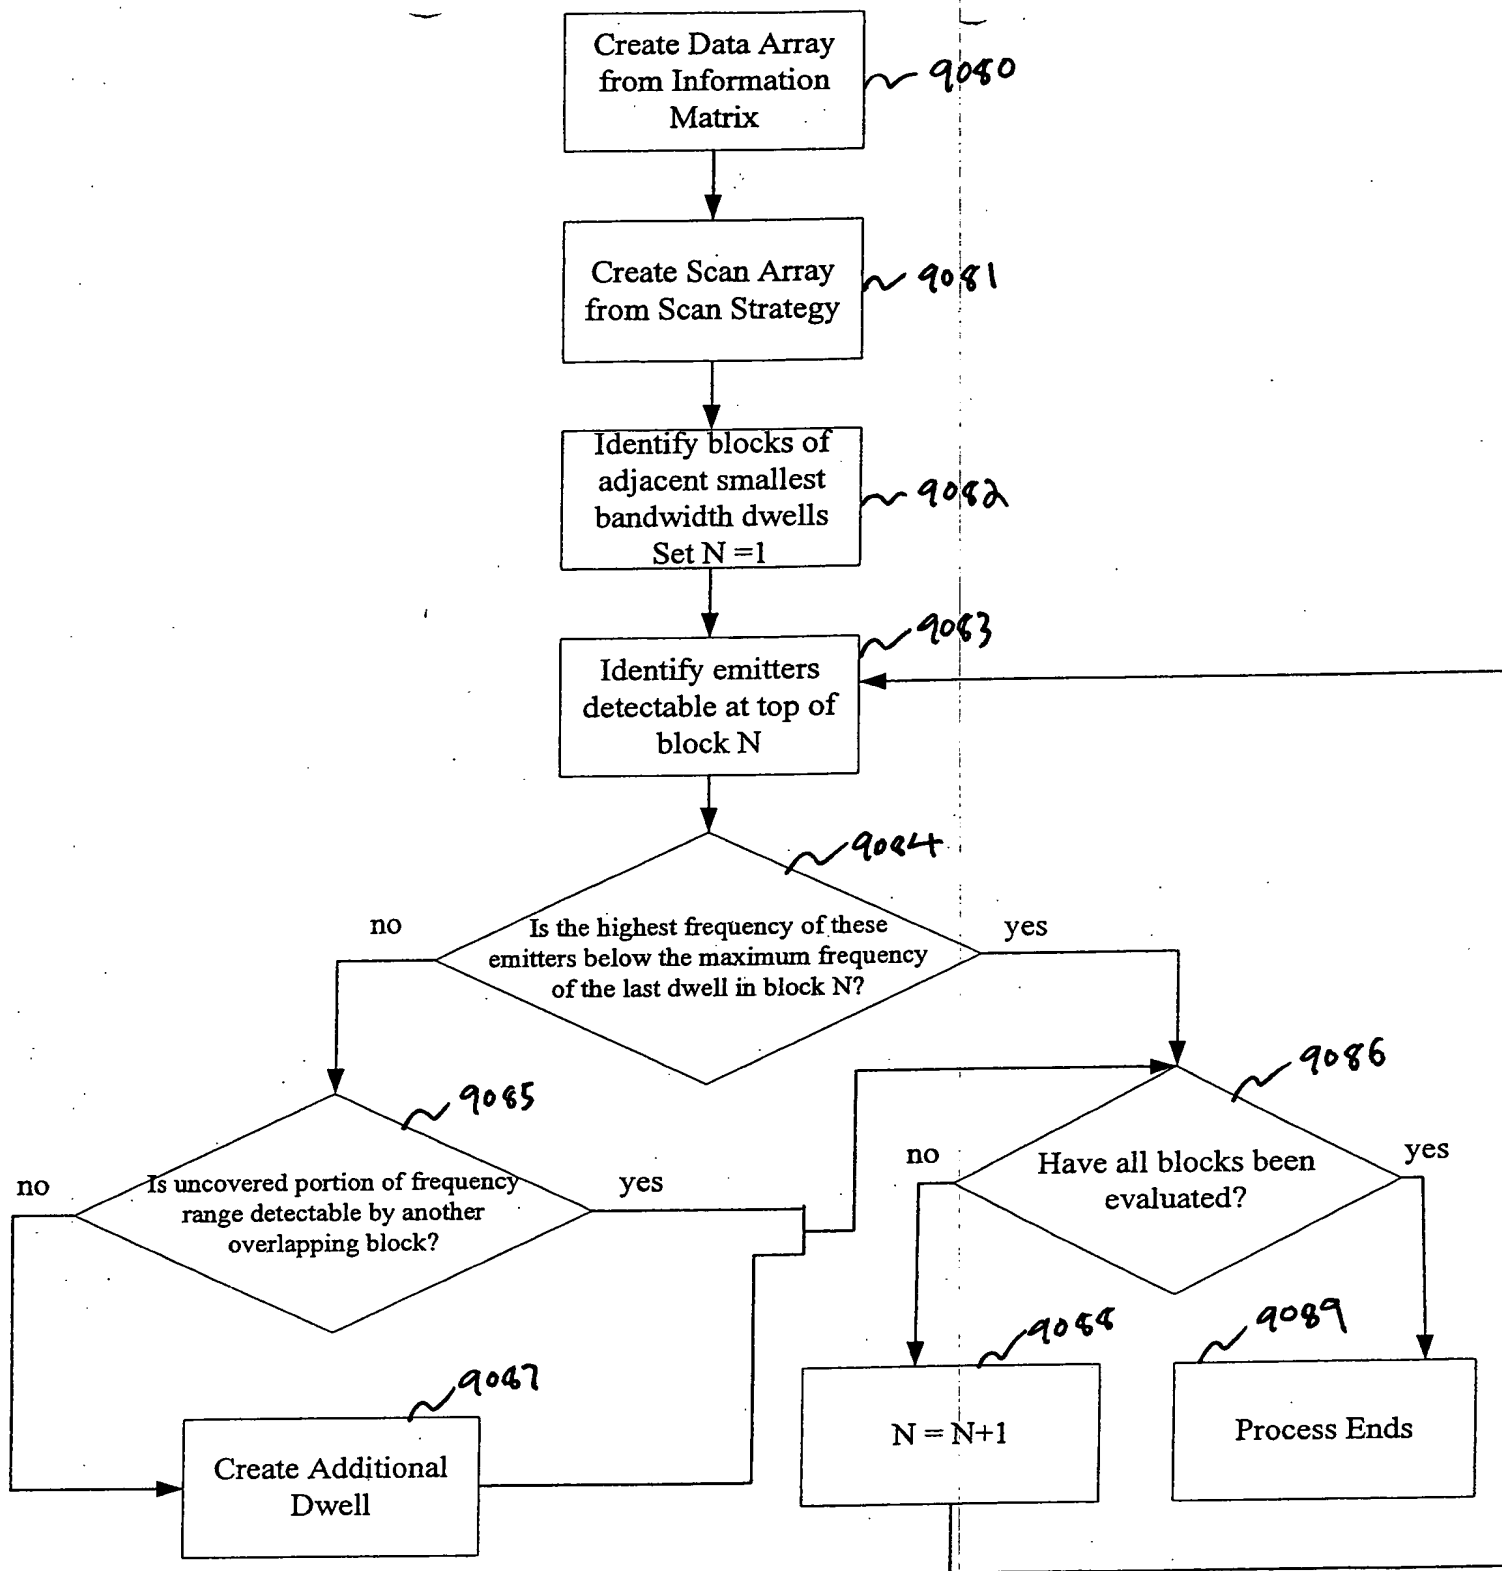 Create Data Array
from Information
Matrix
9080
Create Scan Array
from Scan Strategy
9081
Identify blocks of
adjacent smallest
bandwidth dwells
Set N =1
9082
9083
Identify emitters
detectable at top of
block N
9084
no
Is the highest frequency of these
emitters below the maximum frequency
of the last dwell in block N?
yes
9085
9086
no
Is uncovered portion of frequency
range detectable by another
overlapping block?
yes
no
Have all blocks been
evaluated?
yes
9087
Create Additional
Dwell
9088
N = N+1
9089
Process Ends